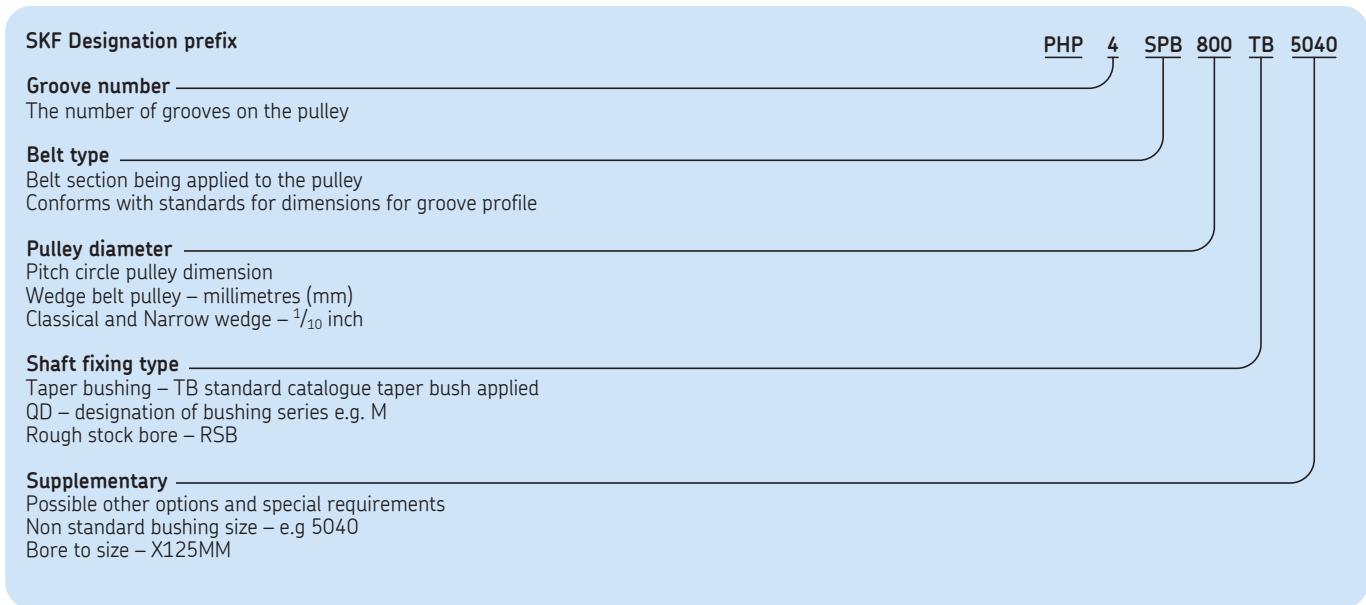 SKF Designation prefix PHP 4 SPB 800 TB 5040
Groove number
The number of grooves on the pulley
Belt type
Belt section being applied to the pulley
Conforms with standards for dimensions for groove profile
Pulley diameter
Pitch circle pulley dimension
Wedge belt pulley – millimetres (mm)
Classical and Narrow wedge – 1/10 inch
Shaft fixing type
Taper bushing – TB standard catalogue taper bush applied
QD – designation of bushing series e.g. M
Rough stock bore – RSB
Supplementary
Possible other options and special requirements
Non standard bushing size – e.g 5040
Bore to size – X125MM